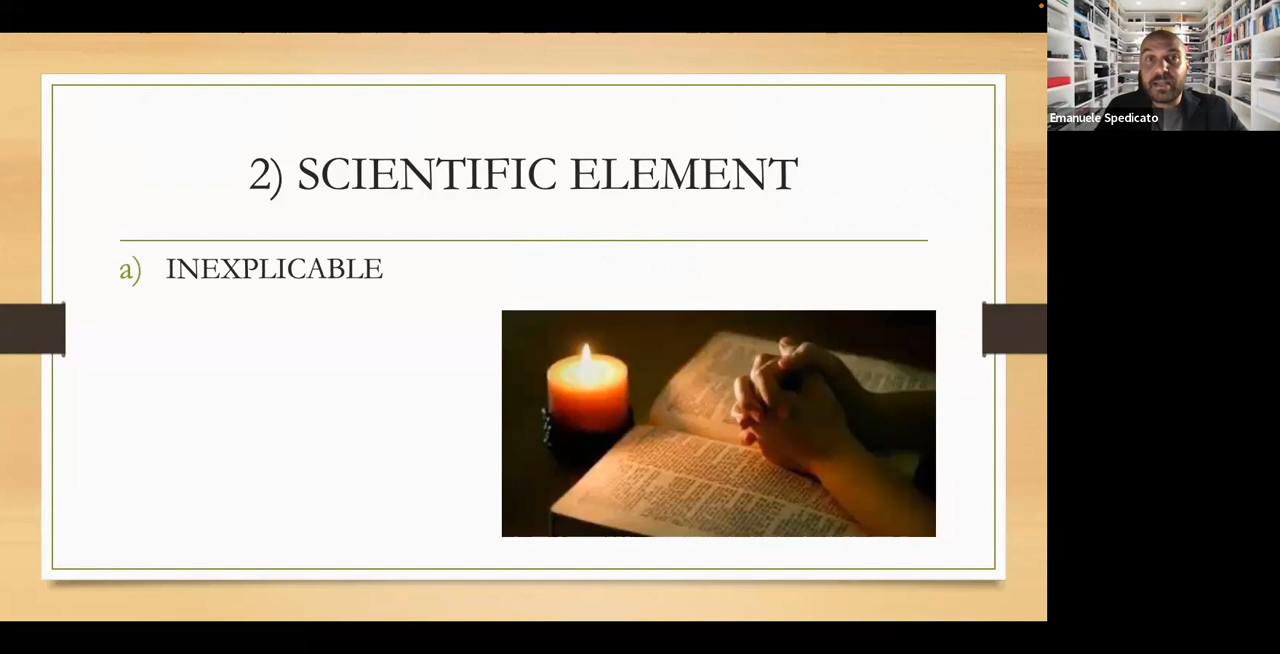 2) SCIENTIFIC ELEMENT
a) INEXPLICABLE
Emanuele Spedicato